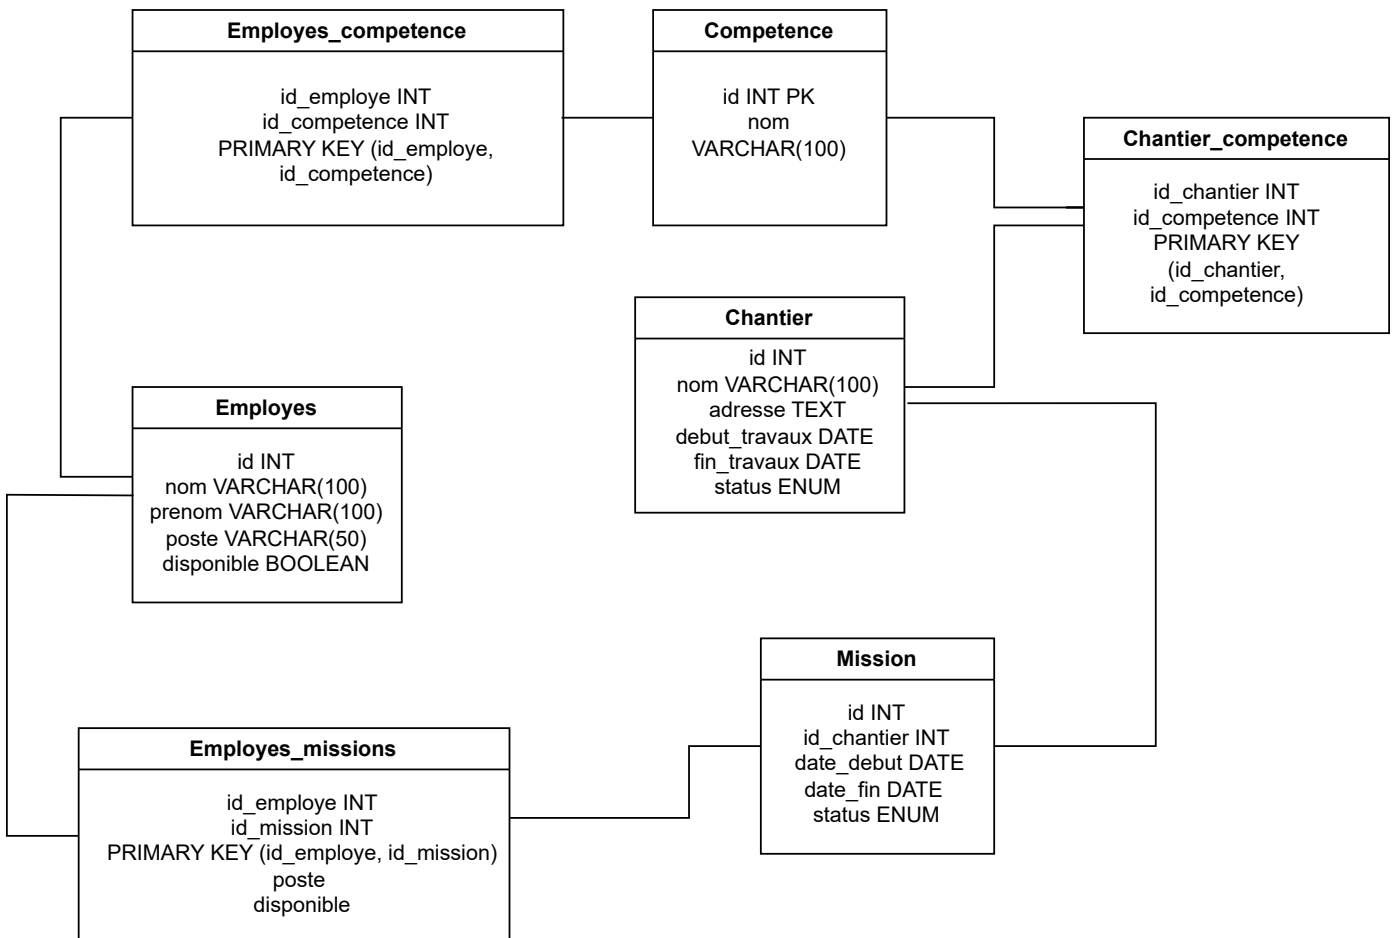 Employes_competence
id_employe INT
id_competence INT
PRIMARY KEY (id_employe,
id_competence)
Competence
id INT PK
nom
VARCHAR(100)
Chantier_competence
id_chantier INT
id_competence INT
PRIMARY KEY
(id_chantier,
id_competence)
Chantier
id INT
nom VARCHAR(100)
adresse TEXT
debut_travaux DATE
fin_travaux DATE
status ENUM
Employes
id INT
nom VARCHAR(100)
prenom VARCHAR(100)
poste VARCHAR(50)
disponible BOOLEAN
Mission
id INT
id_chantier INT
date_debut DATE
date_fin DATE
status ENUM
Employes_missions
id_employe INT
id_mission INT
PRIMARY KEY (id_employe, id_mission)
poste
disponible